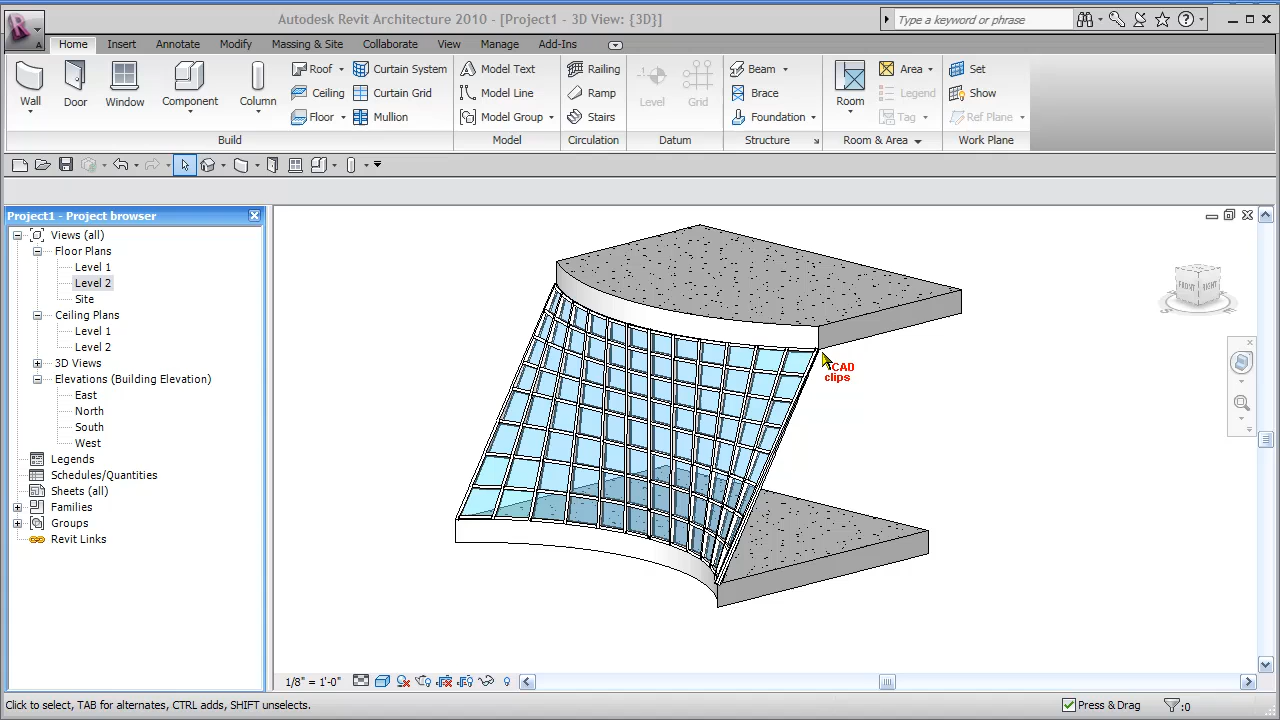 Autodesk Revit Architecture 2010 - [Project1 - 3D View: {3D}]
Type a keyword or phrase
Home Insert Annotate Modify Massing & Site Collaborate View Manage Add-Ins
Wall
Door
Window
Component
Column
Roof
Ceiling
Floor
Curtain System
Curtain Grid
Mullion
Build
Model Text
Model Line
Model Group
Model
Railing
Ramp
Stairs
Circulation
Level
Grid
Datum
Beam
Brace
Foundation
Structure
Room
Area
Legend
Tag
Room & Area
Set
Show
Ref Plane
Work Plane
Project1 - Project browser
Views (all)
Floor Plans
Level 1
Level 2
Site
Ceiling Plans
Level 1
Level 2
3D Views
Elevations (Building Elevation)
East
North
South
West
Legends
Schedules/Quantities
Sheets (all)
Families
Groups
Revit Links
FRONT RIGHT
CAD
clips
1/8" = 1'-0"
Click to select, TAB for alternates, CTRL adds, SHIFT unselects.
Press & Drag
:0